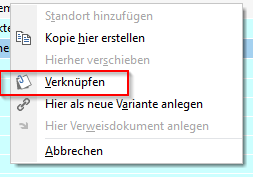 Standort hinzufügen
Kopie hier erstellen
Hierher verschieben
Verknüpfen
Hier als neue Variante anlegen
Hier Verweisdokument anlegen
Abbrechen